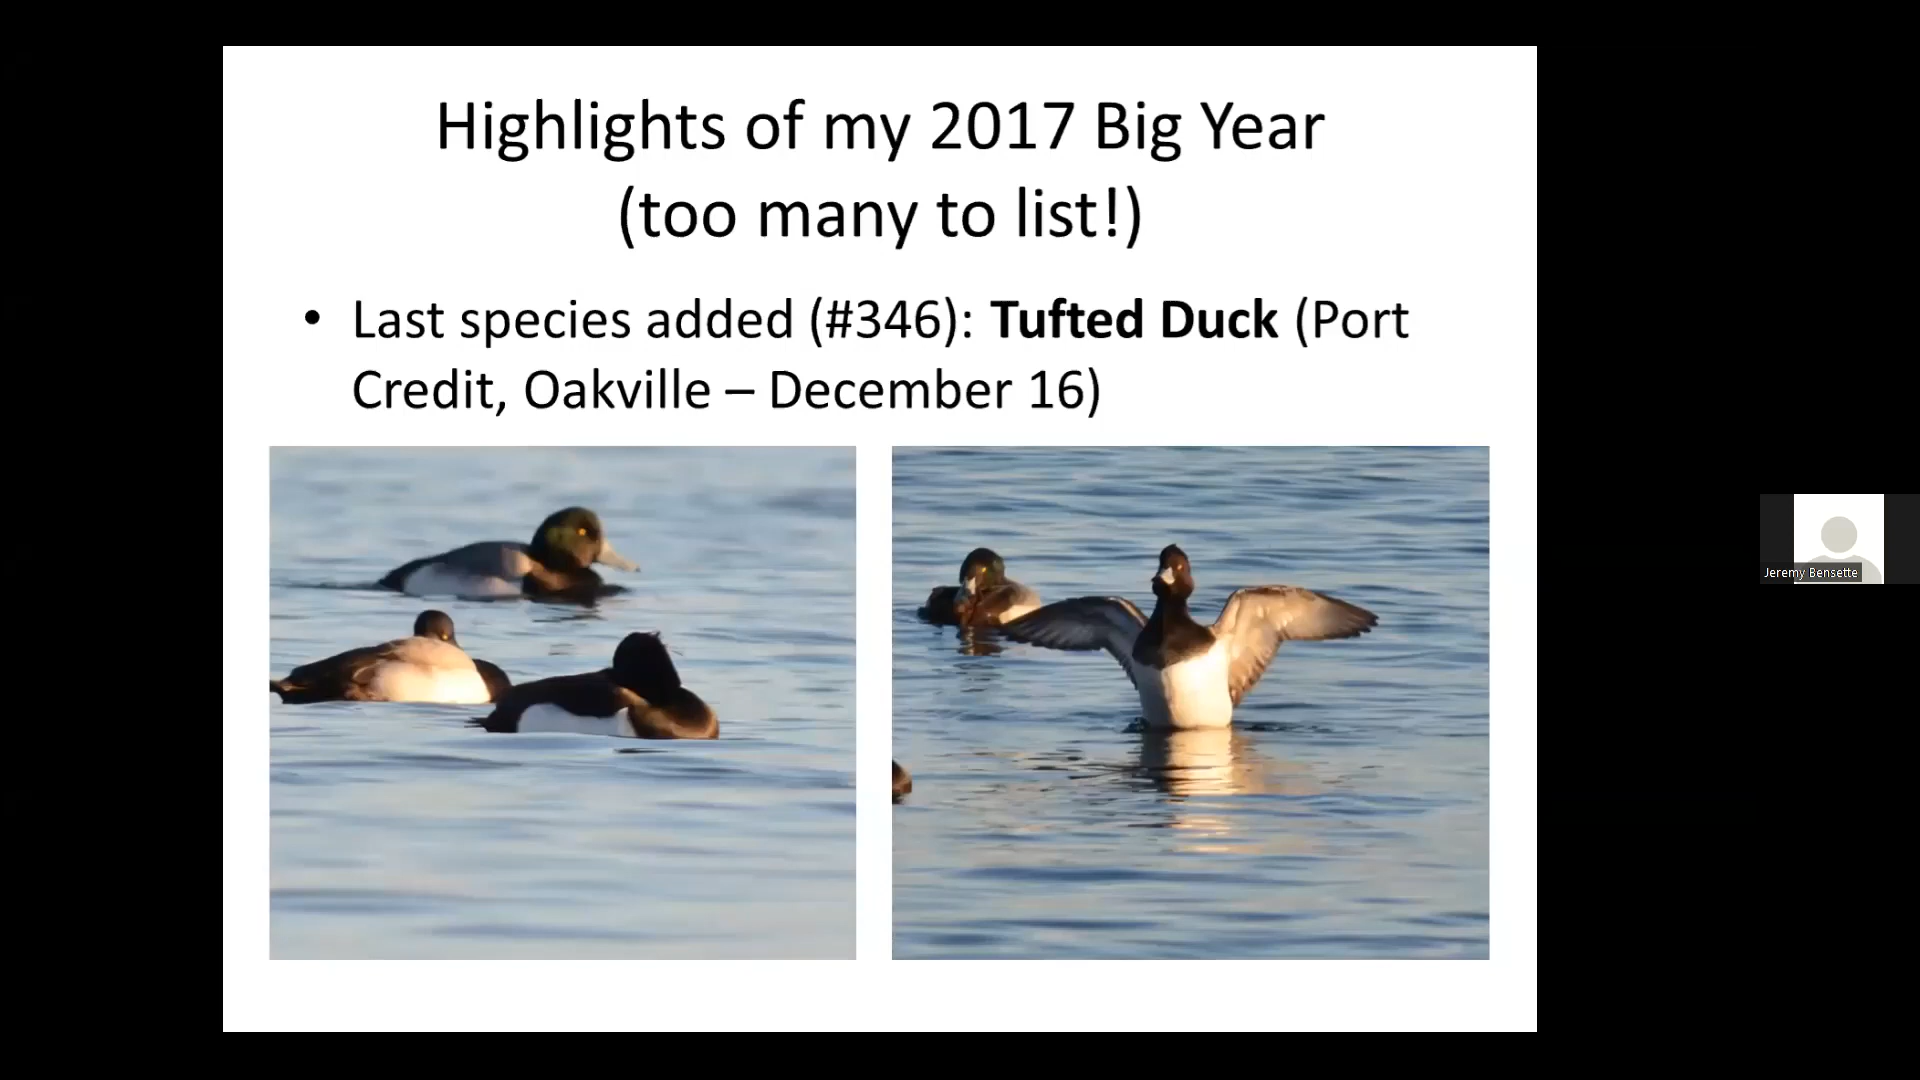 Highlights of my 2017 Big Year
(too many to list!)
• Last species added (#346): Tufted Duck (Port
Credit, Oakville – December 16)
Jeremy Bensette